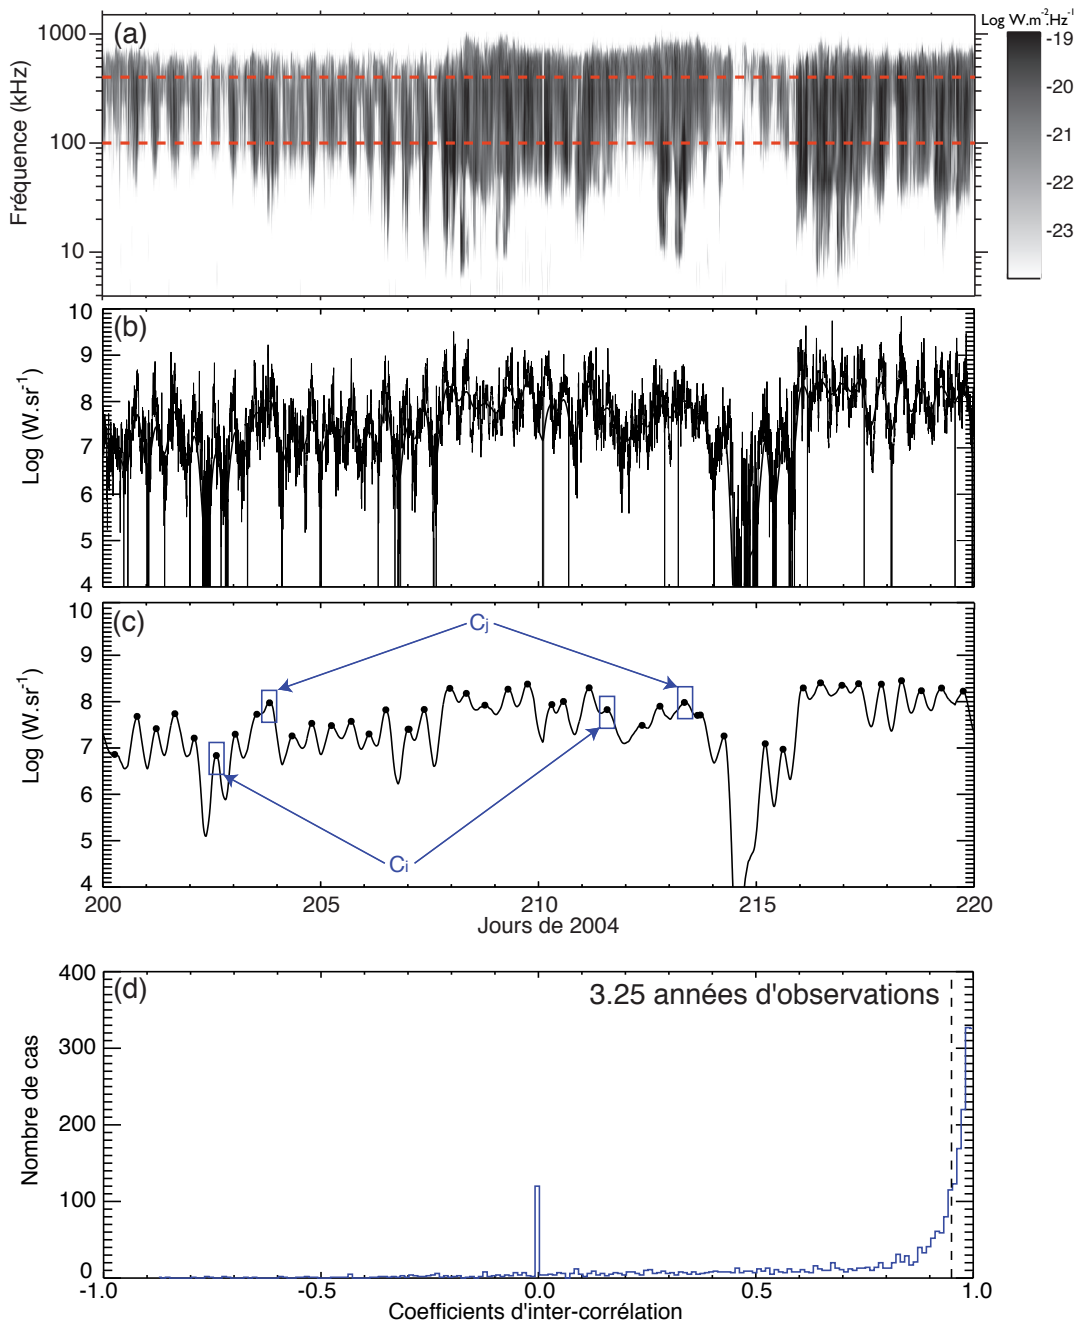 Log W.m-2.Hz-1
(a)
1000
100
10
Fréquence (kHz)
-19
-20
-21
-22
-23
(b)
10
9
8
7
6
5
4
Log (W.sr-1)
(c)
10
9
8
7
6
5
4
Log (W.sr-1)
Cj
Ci
200
205
210
215
220
Jours de 2004
(d)
3.25 années d'observations
400
300
200
100
0
Nombre de cas
-1.0
-0.5
0.0
0.5
1.0
Coefficients d'inter-corrélation